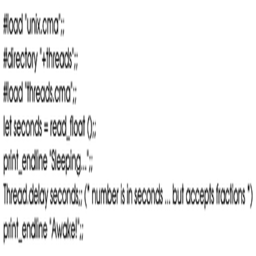 #load "unix.cma";;
#directory "+threads";;
#load "threads.cma";;
let seconds = read_float ();;
print_endline "Sleeping...";;
Thread.delay seconds;; (* number is in seconds ... but accepts fractions *)
print_endline "Awake!";;